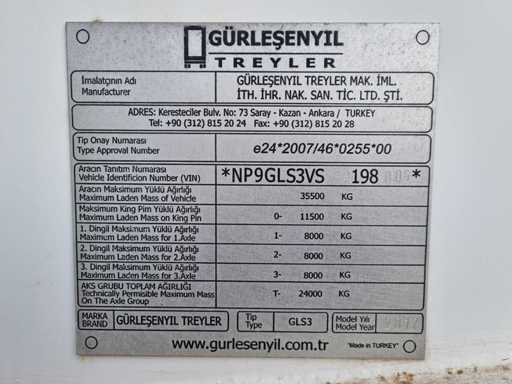 GÜRLEŞENYIL
TREYLER
İmalatçının Adı
Manufacturer
GÜRLEŞENYIL TREYLER MAK. İML.
İTH. İHR. NAK. SAN. TİC. LTD. ŞTİ.
ADRES: Keresteciler Bulv. No: 73 Saray - Kazan - Ankara / TURKEY
Tel: +90 (312) 815 20 24 Fax: +90 (312) 815 20 28
Tip Onay Numarası
Type Approval Number
e24*2007/46*0255*00
Aracın Tanıtım Numarası
Vehicle Identificion Number (VIN)
*NP9GLS3VS 198 *
Aracın Maksimum Yüklü Ağırlığı
Maximum Laden Mass of Vehicle
35500 KG
Maksimum King Pim Yüklü Ağırlığı
Maximum Laden Mass on King Pin
0- 11500 KG
1. Dingil Maksimum Yüklü Ağırlığı
Maximum Laden Mass for 1.Axle
1- 8000 KG
2. Dingil Maksimum Yüklü Ağırlığı
Maximum Laden Mass for 2.Axle
2- 8000 KG
3. Dingil Maksimum Yüklü Ağırlığı
Maximum Laden Mass for 3.Axle
3- 8000 KG
AKS GRUBU TOPLAM AĞIRLIĞI
Technically Permisible Maximum Mass
On The Axle Group
T- 24000 KG
MARKA
BRAND
GÜRLEŞENYIL TREYLER
Tip
Type
GLS3
Model Yılı
Model Year
www.gurlesenyil.com.tr
"Made in TURKEY"